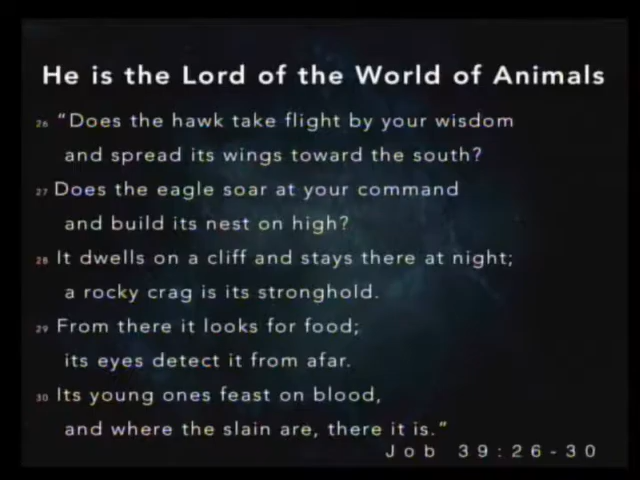 He is the Lord of the World of Animals
26 “Does the hawk take flight by your wisdom
and spread its wings toward the south?
27 Does the eagle soar at your command
and build its nest on high?
28 It dwells on a cliff and stays there at night;
a rocky crag is its stronghold.
29 From there it looks for food;
its eyes detect it from afar.
30 Its young ones feast on blood,
and where the slain are, there it is.”
Job 39:26-30